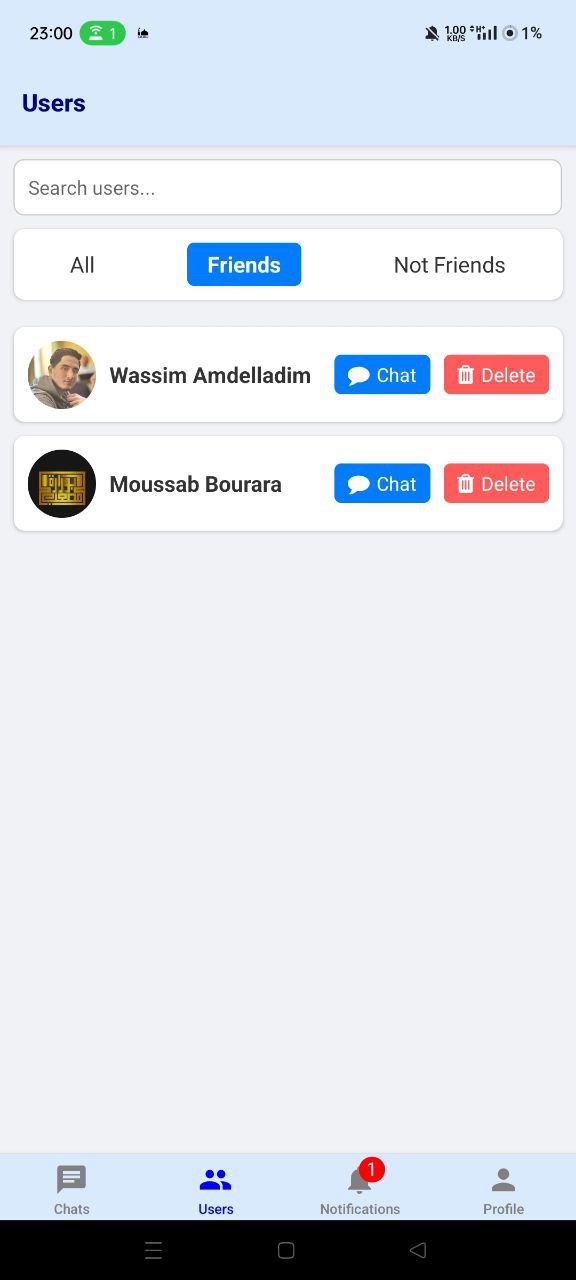 23:00 1 1.00 KB/S H+ 1%
Users
Search users...
All Friends Not Friends
Wassim Amdelladim Chat Delete
Moussab Bourara Chat Delete
1
Chats Users Notifications Profile